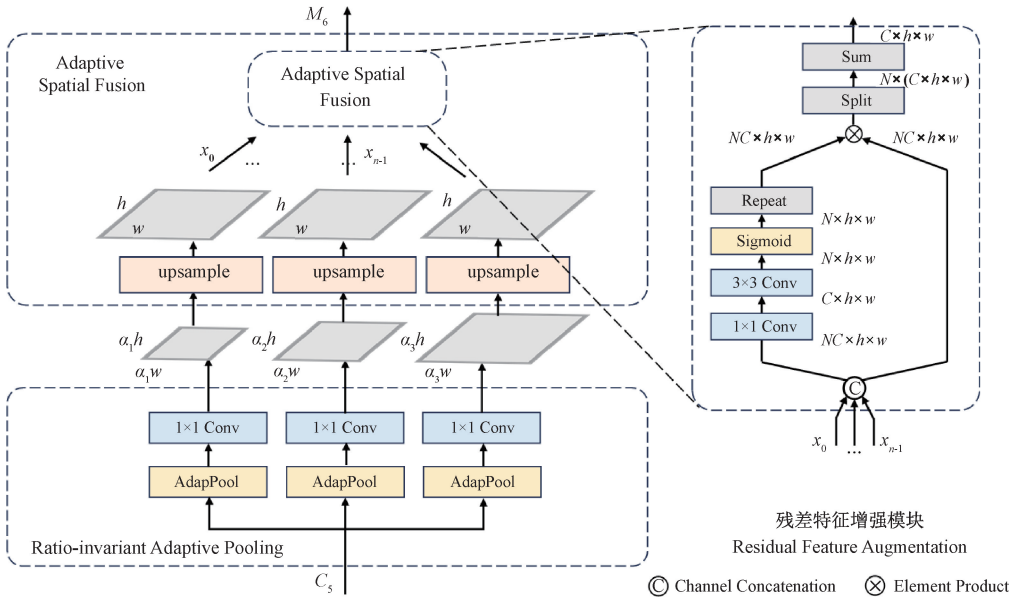 M6
Adaptive
Spatial Fusion
Adaptive Spatial
Fusion
x0
...
...
xn-1
...
h
w
h
w
h
w
upsample
upsample
upsample
α1h
α1w
α2h
α2w
α3h
α3w
1×1 Conv
1×1 Conv
1×1 Conv
AdapPool
AdapPool
AdapPool
Ratio-invariant Adaptive Pooling
C5
C×h×w
Sum
N×(C×h×w)
Split
NC×h×w
NC×h×w
Repeat
N×h×w
Sigmoid
N×h×w
3×3 Conv
C×h×w
1×1 Conv
NC×h×w
C
x0
...
xn-1
残差特征增强模块
Residual Feature Augmentation
C Channel Concatenation
⊗ Element Product